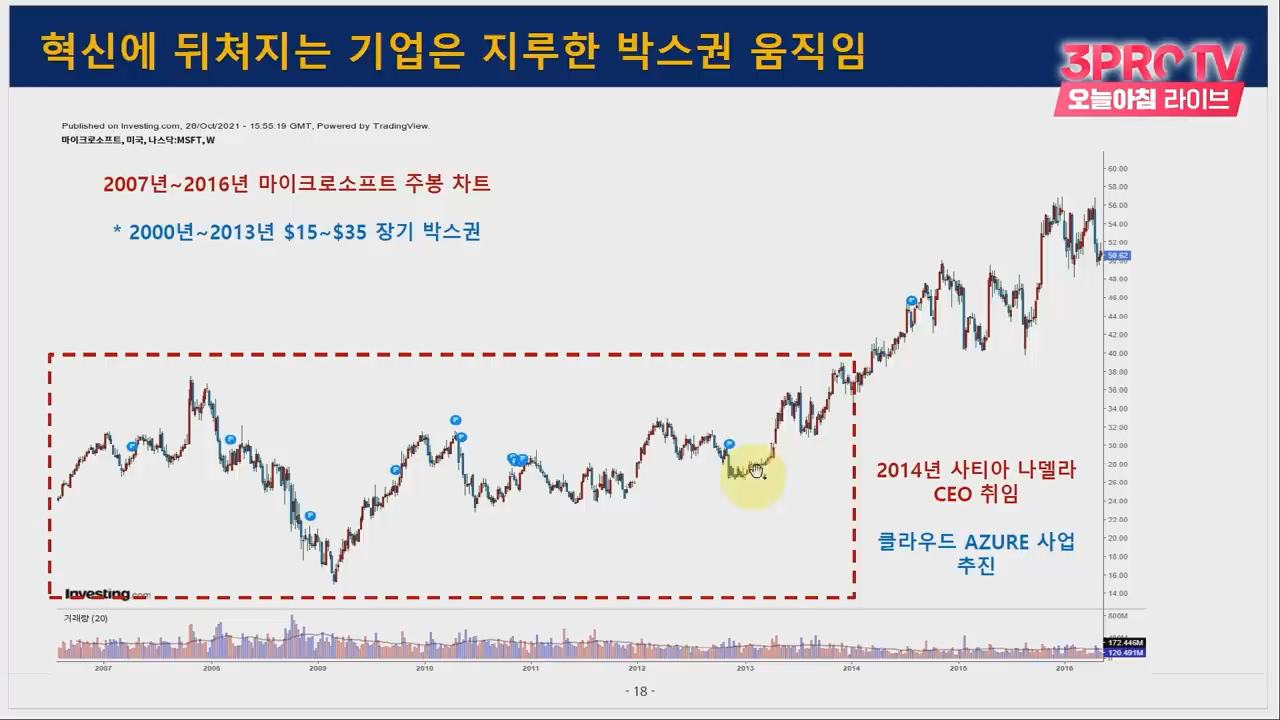 혁신에 뒤쳐지는 기업은 지루한 박스권 움직임
3PRO TV
오늘아침 라이브
Published on Investing.com, 26/Oct/2021 - 15:55:19 GMT, Powered by TradingView.
마이크로소프트, 미국, 나스닥:MSFT, W
2007년~2016년 마이크로소프트 주봉 차트
* 2000년~2013년 $15~$35 장기 박스권
60.00
58.00
56.00
54.00
52.00
50.62
50.00
48.00
46.00
44.00
42.00
40.00
38.00
36.00
34.00
32.00
30.00
28.00
26.00
24.00
22.00
20.00
18.00
16.00
14.00
2014년 사티아 나델라
CEO 취임
클라우드 AZURE 사업
추진
Investing.com
거래량 (20)
800M
172.446M
120.491M
2007 2008 2009 2010 2011 2012 2013 2014 2015 2016
- 18 -